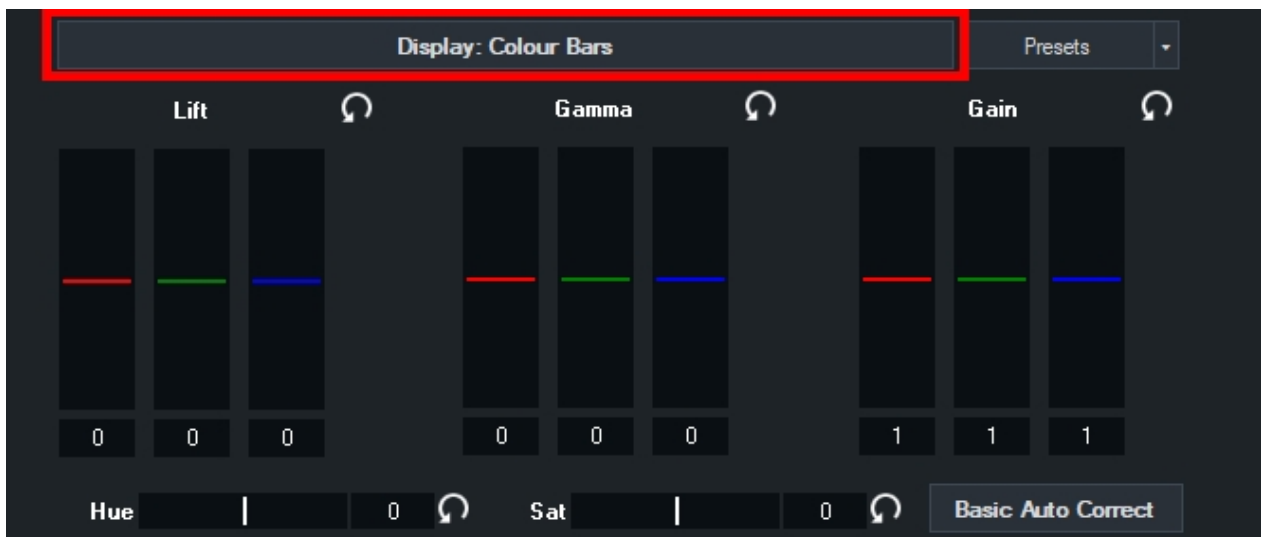 Display: Colour Bars Presets
Lift Gamma Gain
0 0 0 0 0 0 1 1 1
Hue 0 Sat 0 Basic Auto Correct